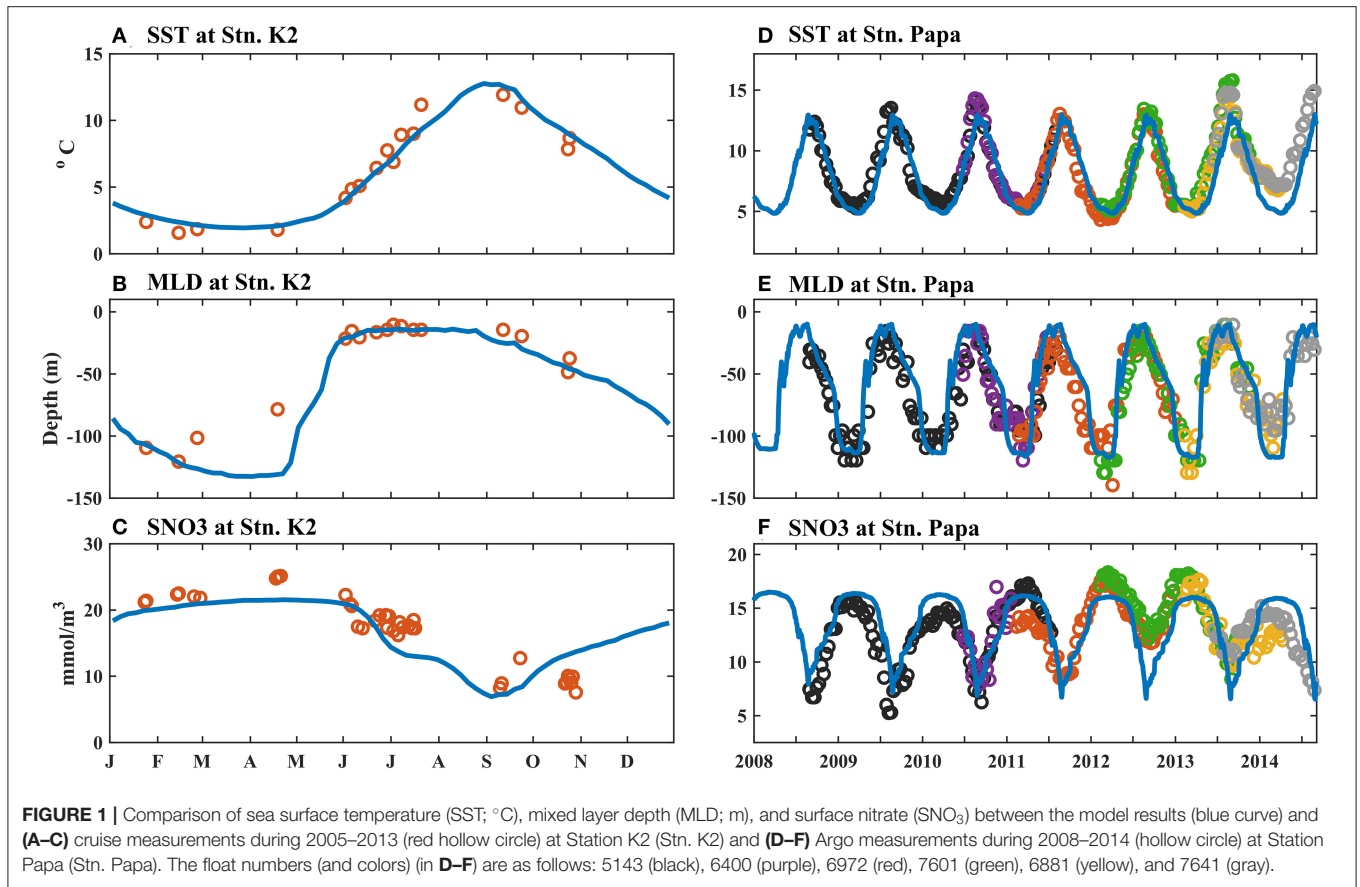 A SST at Stn. K2
15
10
5
0
°C
B MLD at Stn. K2
0
-50
-100
-150
Depth (m)
C SNO3 at Stn. K2
30
20
10
0
mmol/m³
J F M A M J J A S O N D
D SST at Stn. Papa
15
10
5
E MLD at Stn. Papa
-0
-50
-100
-150
F SNO3 at Stn. Papa
20
15
10
5
2008 2009 2010 2011 2012 2013 2014
FIGURE 1 | Comparison of sea surface temperature (SST; °C), mixed layer depth (MLD; m), and surface nitrate (SNO₃) between the model results (blue curve) and
(A–C) cruise measurements during 2005–2013 (red hollow circle) at Station K2 (Stn. K2) and (D–F) Argo measurements during 2008–2014 (hollow circle) at Station
Papa (Stn. Papa). The float numbers (and colors) (in D–F) are as follows: 5143 (black), 6400 (purple), 6972 (red), 7601 (green), 6881 (yellow), and 7641 (gray).